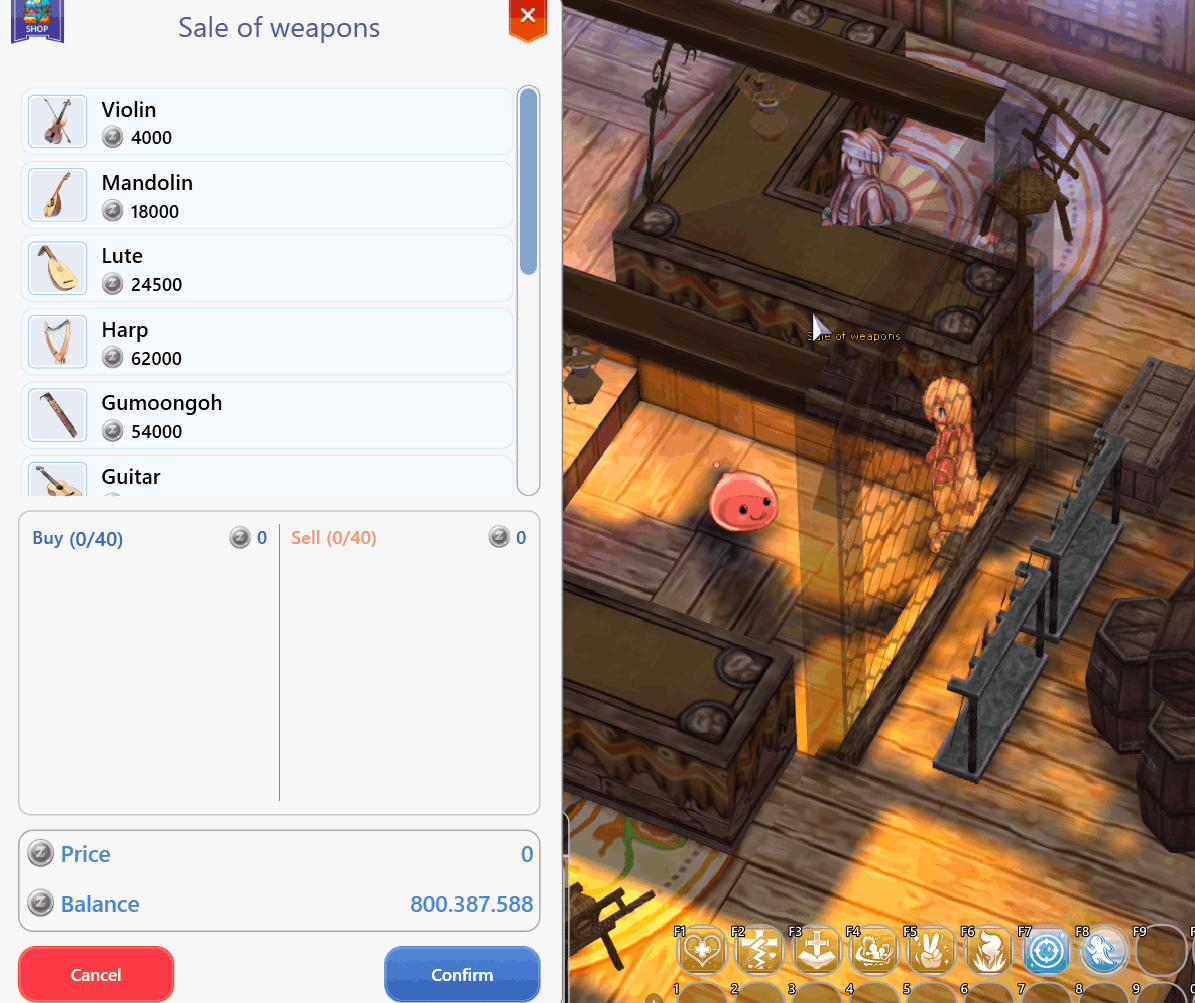 SHOP
Sale of weapons
Violin
4000
Mandolin
18000
Lute
24500
Harp
62000
Gumoongoh
54000
Guitar
Buy (0/40)
0
Sell (0/40)
0
Price
0
Balance
800.387.588
Cancel
Confirm
Sale of weapons
F1 F2 F3 F4 F5 F6 F7 F8 F9
1 2 3 4 5 6 7 8 9